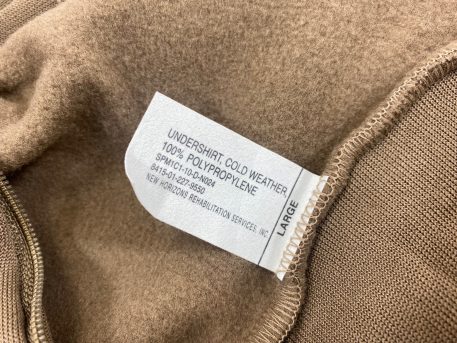 UNDERSHIRT, COLD WEATHER
100% POLYPROPYLENE
SPM1C1-10-D-N024
8415-01-227-9550
NEW HORIZONS REHABILITATION SERVICES, INC
LARGE